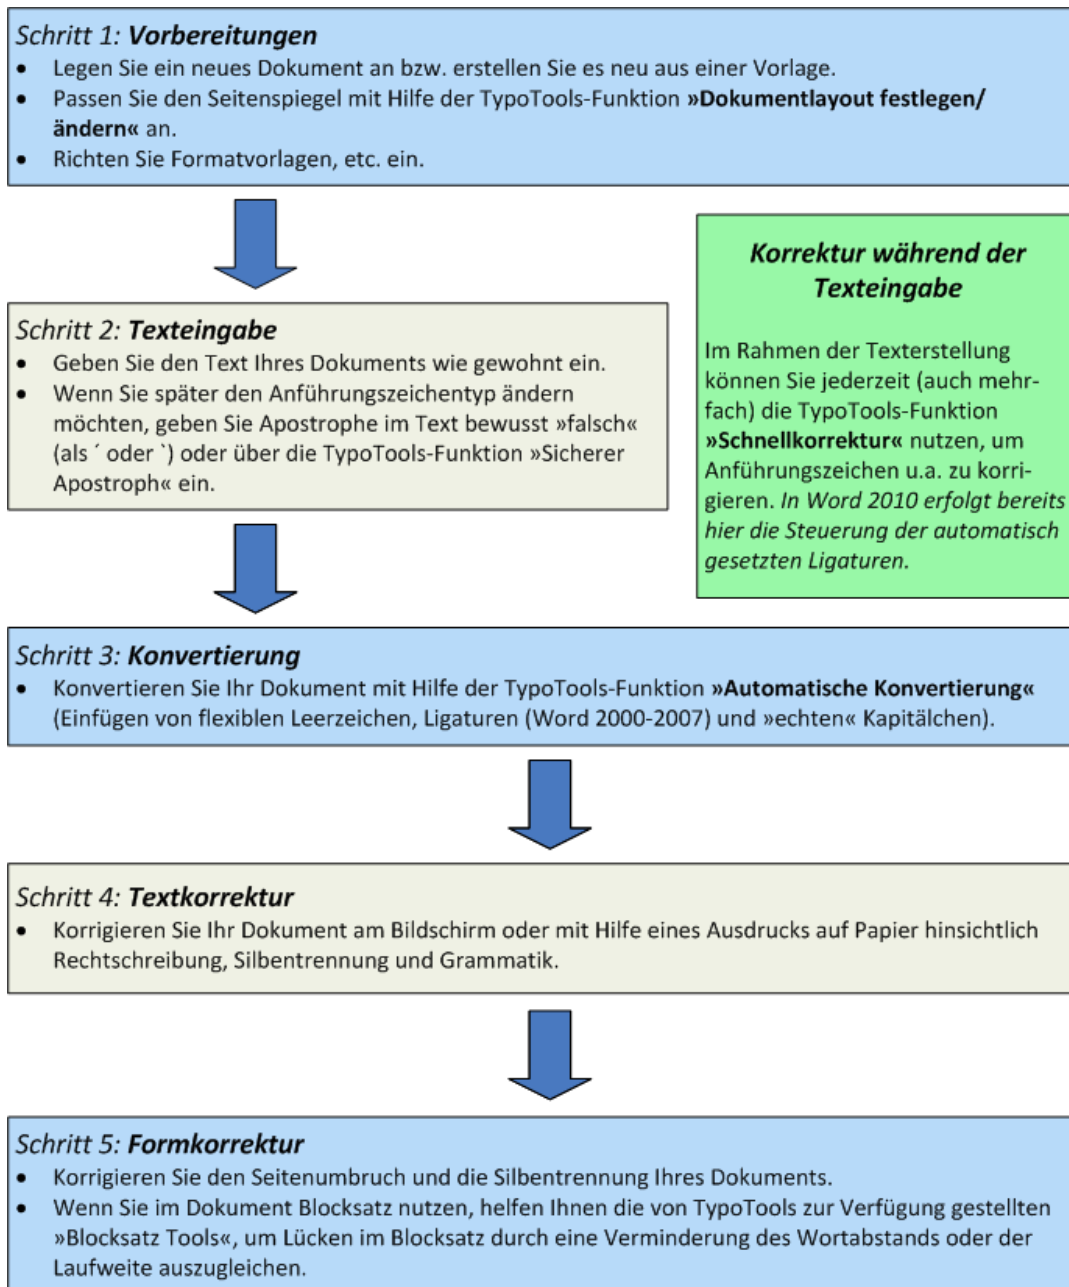 Schritt 1: Vorbereitungen
• Legen Sie ein neues Dokument an bzw. erstellen Sie es neu aus einer Vorlage.
• Passen Sie den Seitenspiegel mit Hilfe der TypoTools-Funktion »Dokumentlayout festlegen/
ändern« an.
• Richten Sie Formatvorlagen, etc. ein.
Schritt 2: Texteingabe
• Geben Sie den Text Ihres Dokuments wie gewohnt ein.
• Wenn Sie später den Anführungszeichentyp ändern
möchten, geben Sie Apostrophe im Text bewusst »falsch«
(als ´ oder `) oder über die TypoTools-Funktion »Sicherer
Apostroph« ein.
Korrektur während der
Texteingabe
Im Rahmen der Texterstellung
können Sie jederzeit (auch mehr-
fach) die TypoTools-Funktion
»Schnellkorrektur« nutzen, um
Anführungszeichen u.a. zu korri-
gieren. In Word 2010 erfolgt bereits
hier die Steuerung der automatisch
gesetzten Ligaturen.
Schritt 3: Konvertierung
• Konvertieren Sie Ihr Dokument mit Hilfe der TypoTools-Funktion »Automatische Konvertierung«
(Einfügen von flexiblen Leerzeichen, Ligaturen (Word 2000-2007) und »echten« Kapitälchen).
Schritt 4: Textkorrektur
• Korrigieren Sie Ihr Dokument am Bildschirm oder mit Hilfe eines Ausdrucks auf Papier hinsichtlich
Rechtschreibung, Silbentrennung und Grammatik.
Schritt 5: Formkorrektur
• Korrigieren Sie den Seitenumbruch und die Silbentrennung Ihres Dokuments.
• Wenn Sie im Dokument Blocksatz nutzen, helfen Ihnen die von TypoTools zur Verfügung gestellten
»Blocksatz Tools«, um Lücken im Blocksatz durch eine Verminderung des Wortabstands oder der
Laufweite auszugleichen.